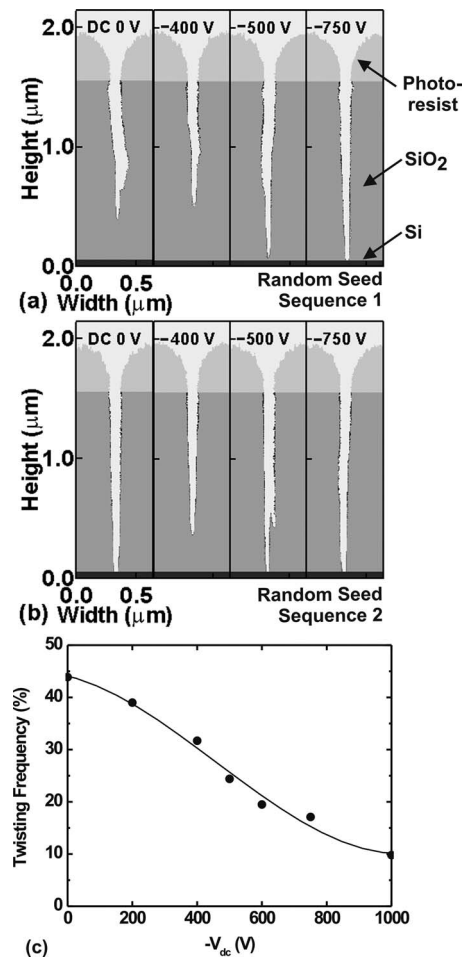 DC 0 V −400 V −500 V −750 V
2.0
Photo-
resist
Height (μm)
1.0
SiO2
Si
0.0
0.0 0.5
(a) Width (μm)
Random Seed
Sequence 1
DC 0 V −400 V −500 V −750 V
2.0
Height (μm)
1.0
0.0
0.0 0.5
(b) Width (μm)
Random Seed
Sequence 2
50
40
30
20
10
0
Twisting Frequency (%)
0 200 400 600 800 1000
(c)
-Vdc (V)